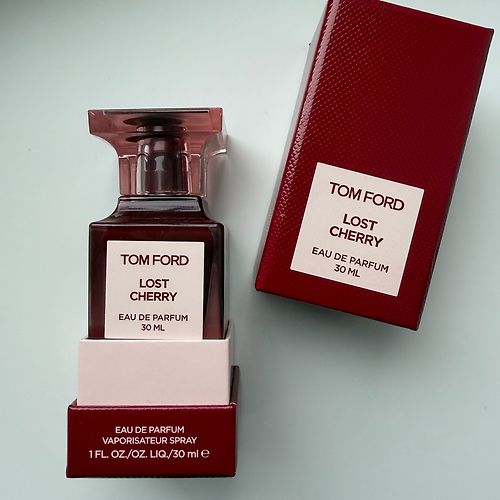 TOM FORD
LOST
CHERRY
EAU DE PARFUM
30 ML
EAU DE PARFUM
VAPORISATEUR SPRAY
1 FL. OZ./OZ. LIQ./30 ml ℮
TOM FORD
LOST
CHERRY
EAU DE PARFUM
30 ML